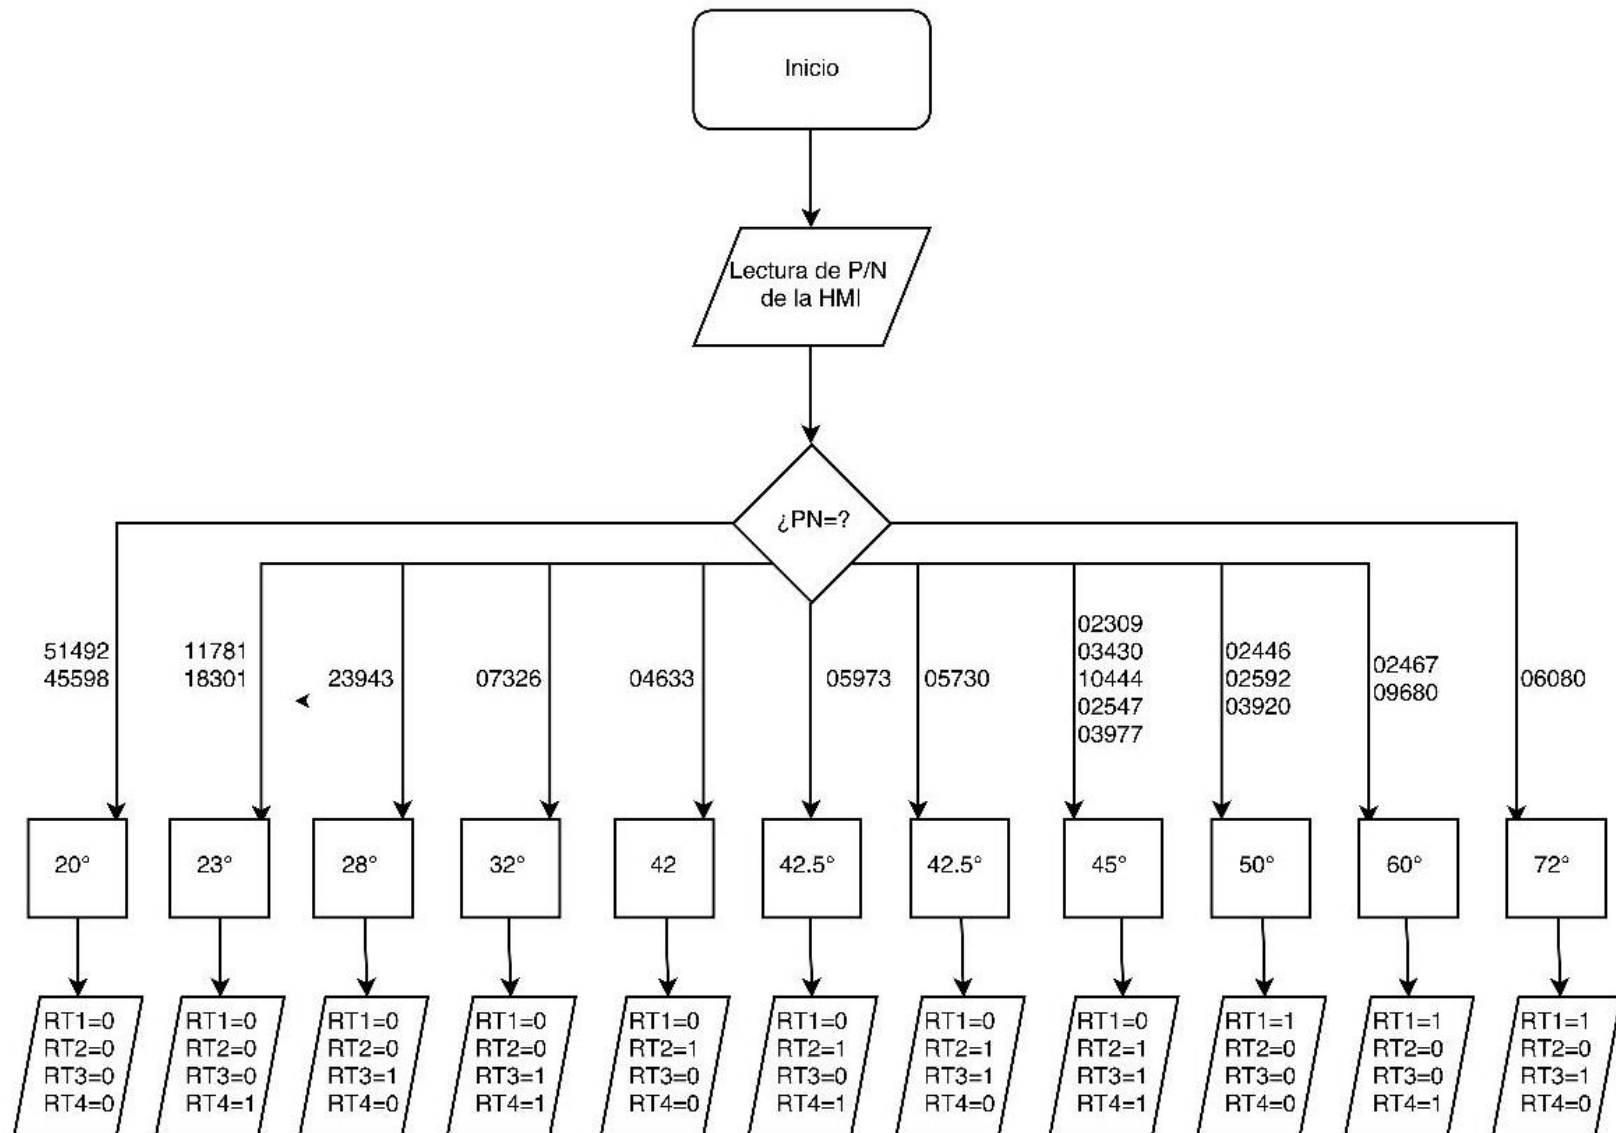 Inicio
Lectura de P/N
de la HMI
¿PN=?
51492
45598
11781
18301
23943
07326
04633
05973
05730
02309
03430
10444
02547
03977
02446
02592
03920
02467
09680
06080
20°
23°
28°
32°
42
42.5°
42.5°
45°
50°
60°
72°
RT1=0
RT2=0
RT3=0
RT4=0
RT1=0
RT2=0
RT3=0
RT4=1
RT1=0
RT2=0
RT3=1
RT4=0
RT1=0
RT2=0
RT3=1
RT4=1
RT1=0
RT2=1
RT3=0
RT4=0
RT1=0
RT2=1
RT3=0
RT4=1
RT1=0
RT2=1
RT3=1
RT4=0
RT1=0
RT2=1
RT3=1
RT4=1
RT1=1
RT2=0
RT3=0
RT4=0
RT1=1
RT2=0
RT3=0
RT4=1
RT1=1
RT2=0
RT3=1
RT4=0